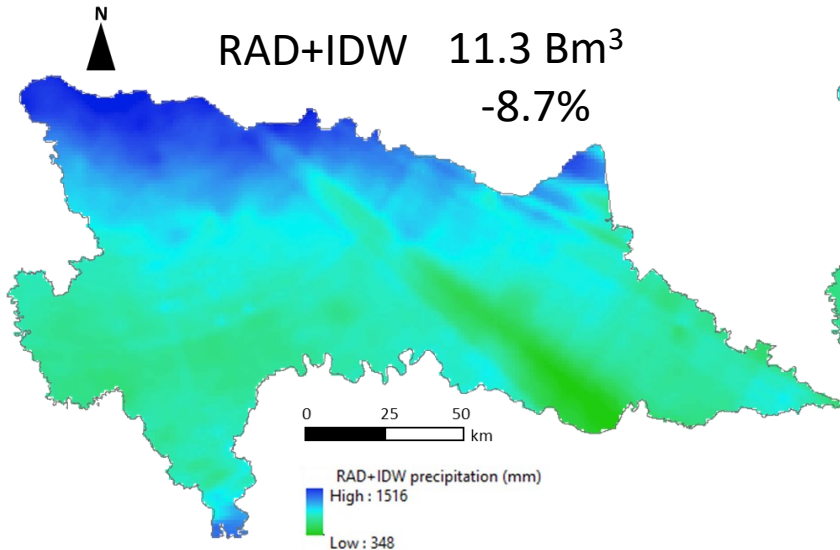 N
RAD+IDW 11.3 Bm³
-8.7%
0 25 50
km
RAD+IDW precipitation (mm)
High : 1516
Low : 348